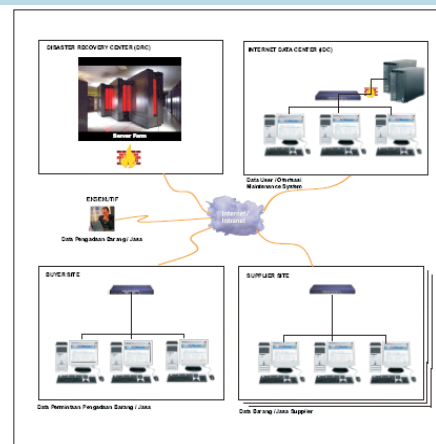 DISASTER RECOVERY CENTER (DRC)
INTERNET DATA CENTER (IDC)
Server Farm
Data User / Otorisasi
Maintenance System
EKSEKUTIF
Internet/
Intranet
Data Pengadaan Barang / Jasa
BUYER SITE
SUPPLIER SITE
Data Permintaan Pengadaan Barang / Jasa
Data Barang / Jasa Supplier